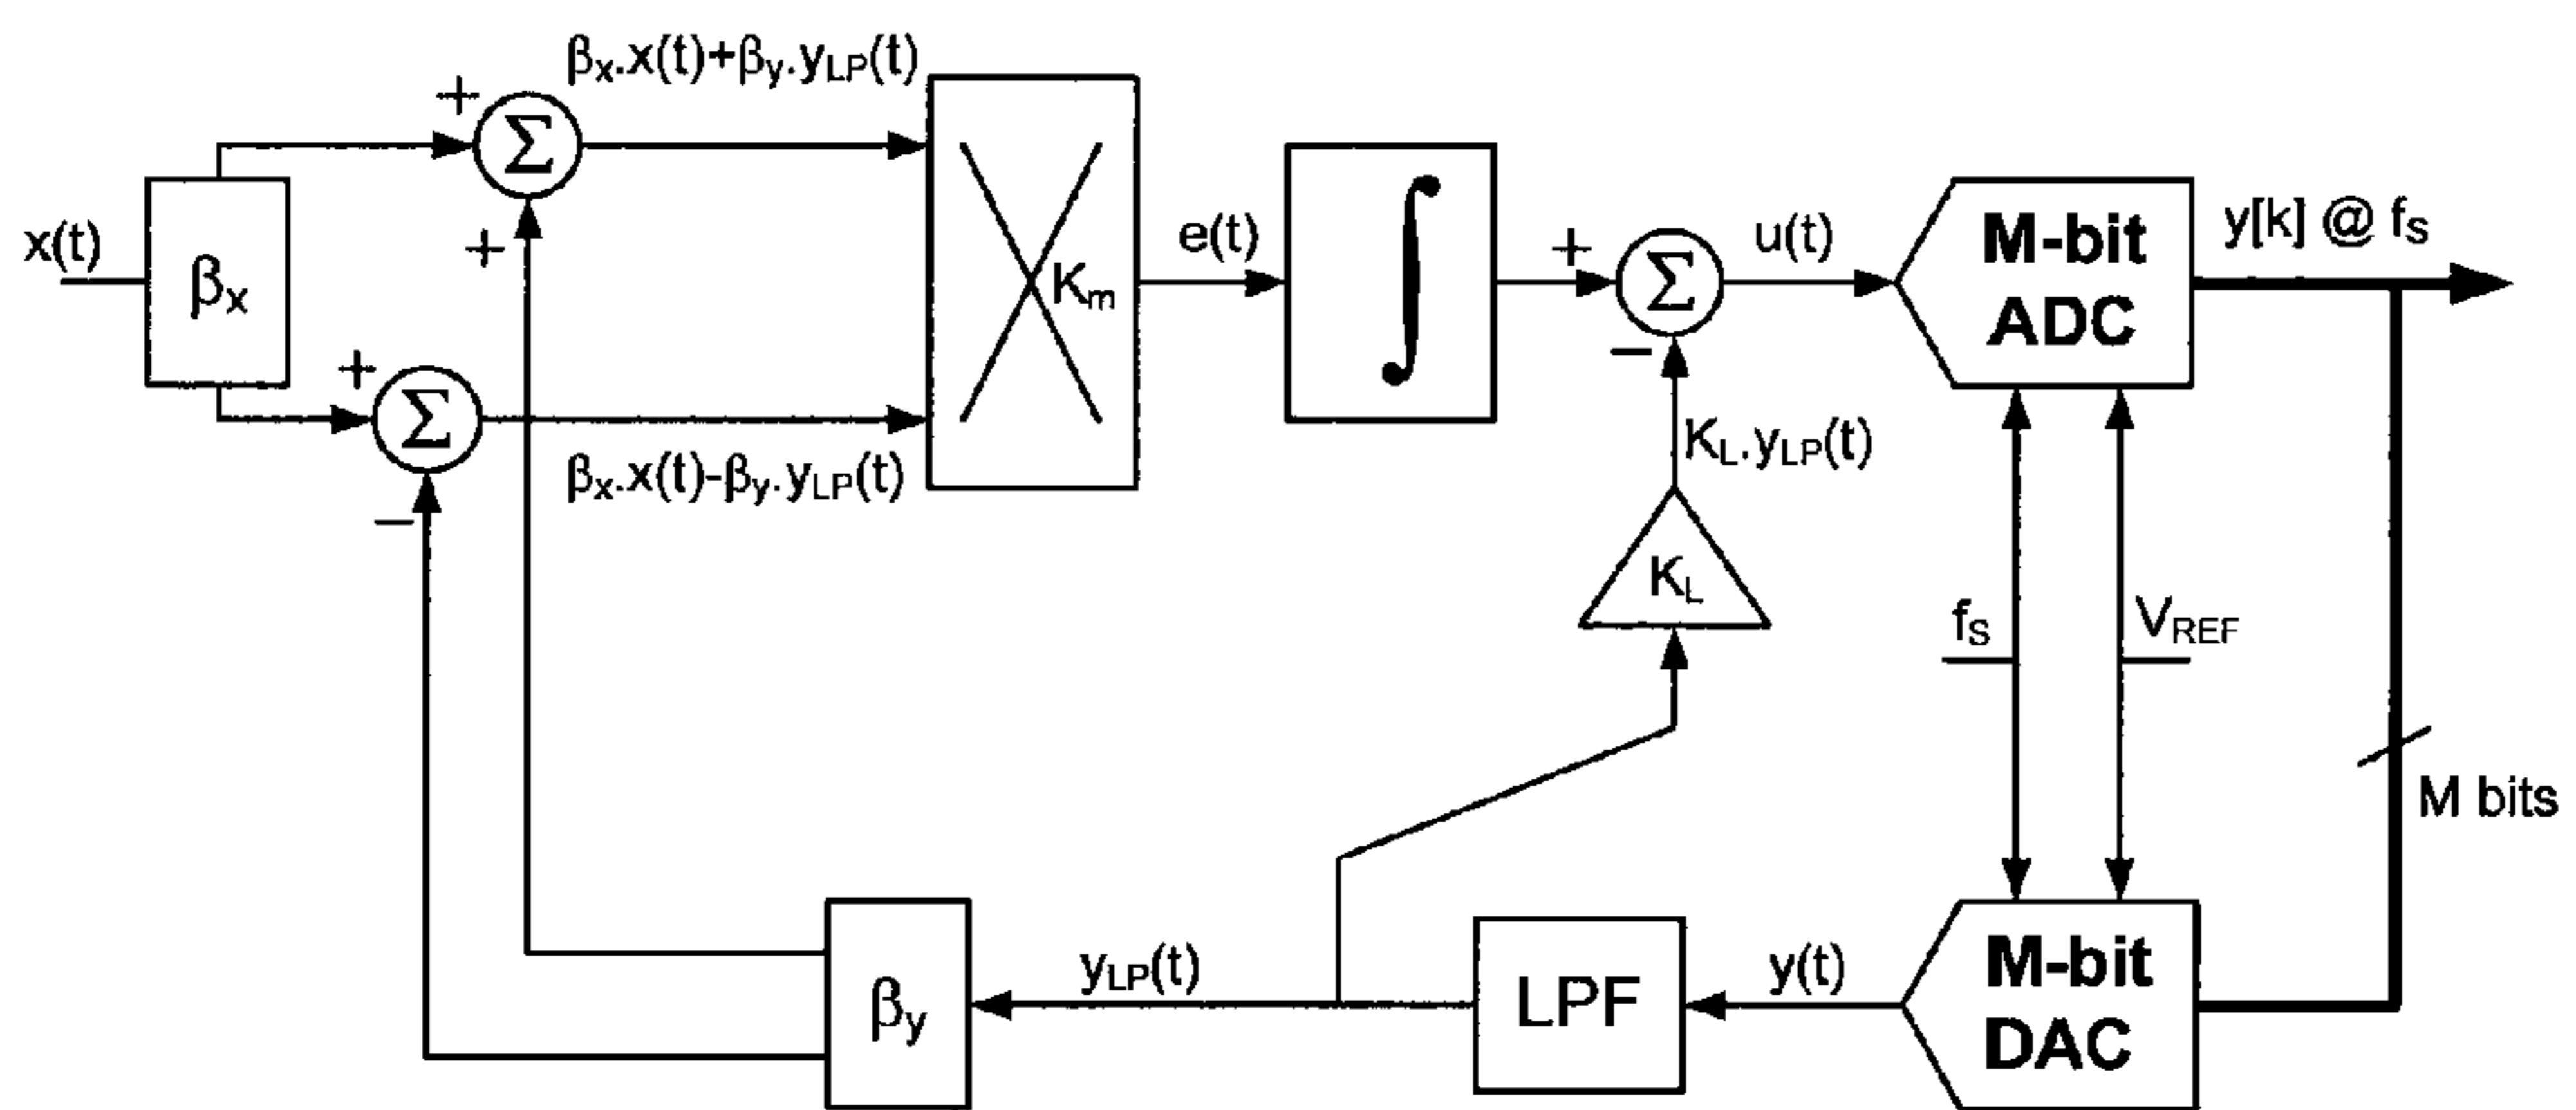 βx.x(t)+βy.yLP(t)
+
Σ
x(t)
βx
+
e(t)
Km
∫
+
Σ
u(t)
M-bit
ADC
y[k] @ fS
+
Σ
−
βx.x(t)-βy.yLP(t)
−
KL.yLP(t)
KL
fS
VREF
M bits
βy
yLP(t)
LPF
y(t)
M-bit
DAC